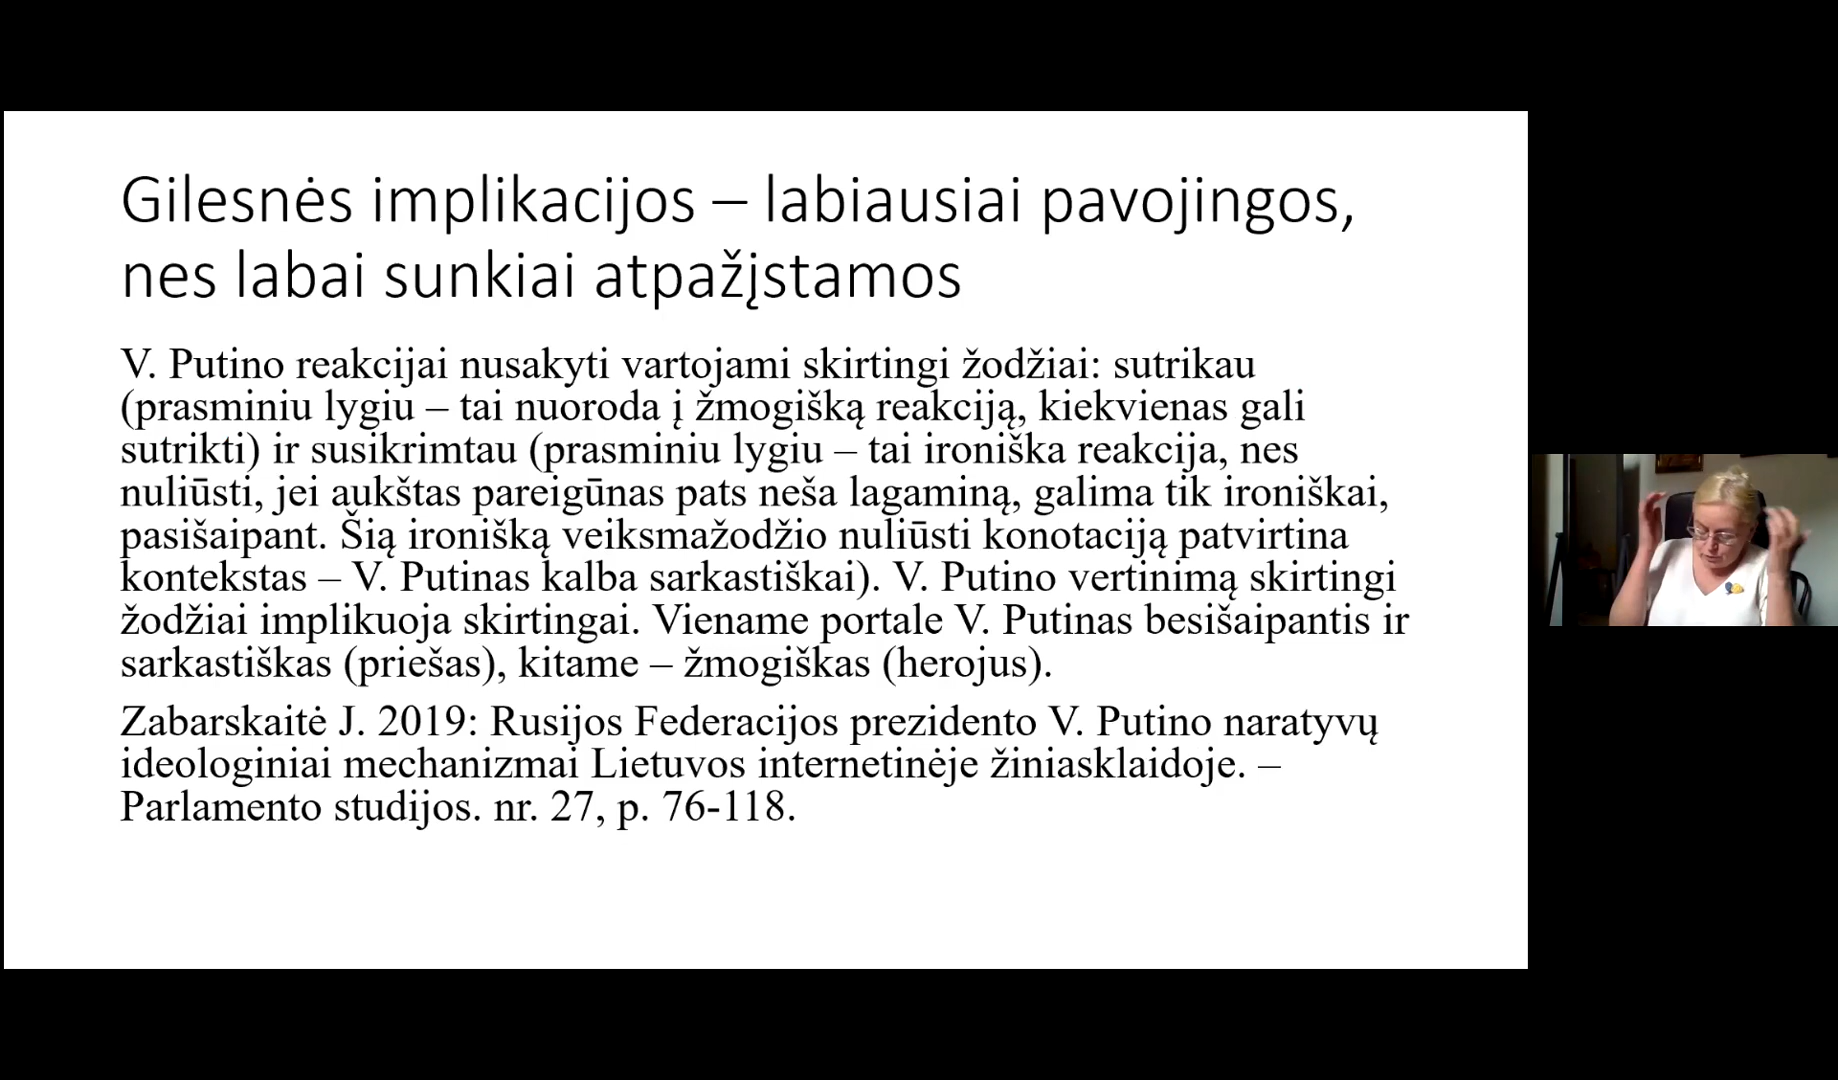 Gilesnės implikacijos – labiausiai pavojingos,
nes labai sunkiai atpažįstamos
V. Putino reakcijai nusakyti vartojami skirtingi žodžiai: sutrikau
(prasminiu lygiu – tai nuoroda į žmogišką reakciją, kiekvienas gali
sutrikti) ir susikrimtau (prasminiu lygiu – tai ironiška reakcija, nes
nuliūsti, jei aukštas pareigūnas pats neša lagaminą, galima tik ironiškai,
pasišaipant. Šią ironišką veiksmažodžio nuliūsti konotaciją patvirtina
kontekstas – V. Putinas kalba sarkastiškai). V. Putino vertinimą skirtingi
žodžiai implikuoja skirtingai. Viename portale V. Putinas besišaipantis ir
sarkastiškas (priešas), kitame – žmogiškas (herojus).
Zabarskaitė J. 2019: Rusijos Federacijos prezidento V. Putino naratyvų
ideologiniai mechanizmai Lietuvos internetinėje žiniasklaidoje. –
Parlamento studijos. nr. 27, p. 76-118.